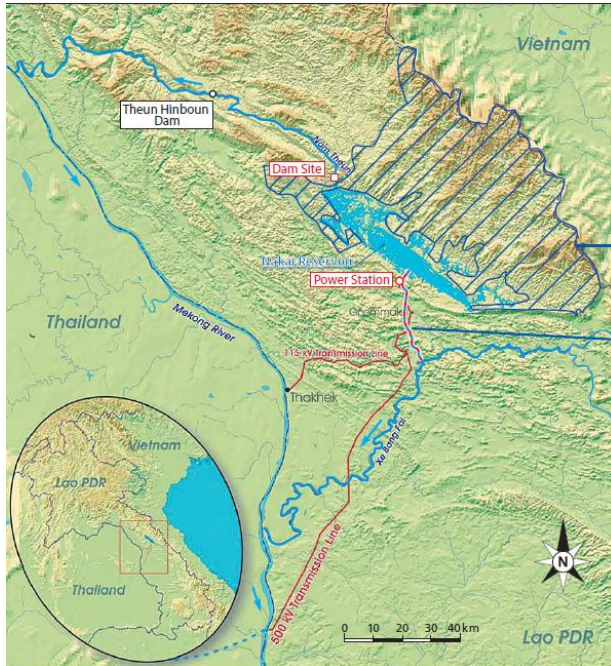 Vietnam
Theun Hinboun
Dam
Nam Theun
Dam Site
Nakai Reservoir
Power Station
Gnommalat
Thailand
Mekong River
115 kV Transmission Line
Thakhek
Xe Bang Fai
Vietnam
Lao PDR
Thailand
500 kV Transmission Line
N
0 10 20 30 40 km
Lao PDR